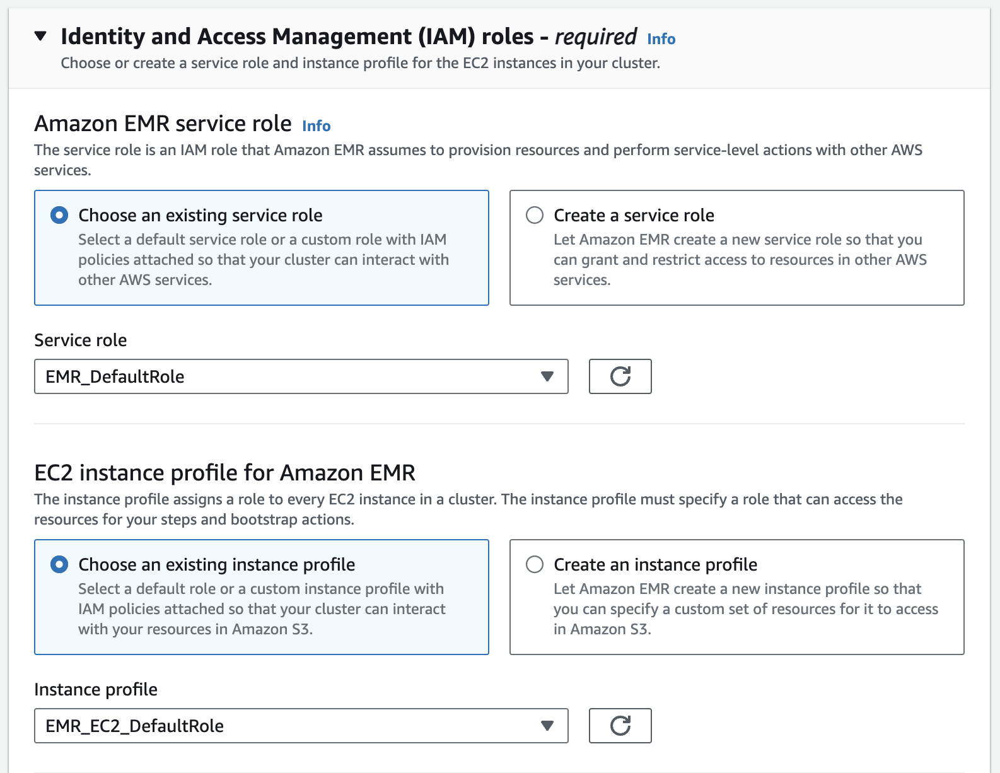 Identity and Access Management (IAM) roles - required Info
Choose or create a service role and instance profile for the EC2 instances in your cluster.
Amazon EMR service role Info
The service role is an IAM role that Amazon EMR assumes to provision resources and perform service-level actions with other AWS
services.
Choose an existing service role
Select a default service role or a custom role with IAM
policies attached so that your cluster can interact with
other AWS services.
Create a service role
Let Amazon EMR create a new service role so that you
can grant and restrict access to resources in other AWS
services.
Service role
EMR_DefaultRole
EC2 instance profile for Amazon EMR
The instance profile assigns a role to every EC2 instance in a cluster. The instance profile must specify a role that can access the
resources for your steps and bootstrap actions.
Choose an existing instance profile
Select a default role or a custom instance profile with
IAM policies attached so that your cluster can interact
with your resources in Amazon S3.
Create an instance profile
Let Amazon EMR create a new instance profile so that
you can specify a custom set of resources for it to access
in Amazon S3.
Instance profile
EMR_EC2_DefaultRole